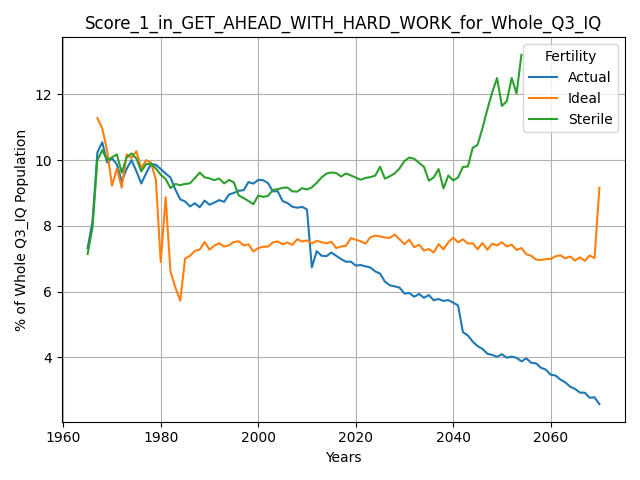 Score_1_in_GET_AHEAD_WITH_HARD_WORK_for_Whole_Q3_IQ
Fertility
Actual
Ideal
Sterile
% of Whole Q3_IQ Population
12
10
8
6
4
1960 1980 2000 2020 2040 2060
Years